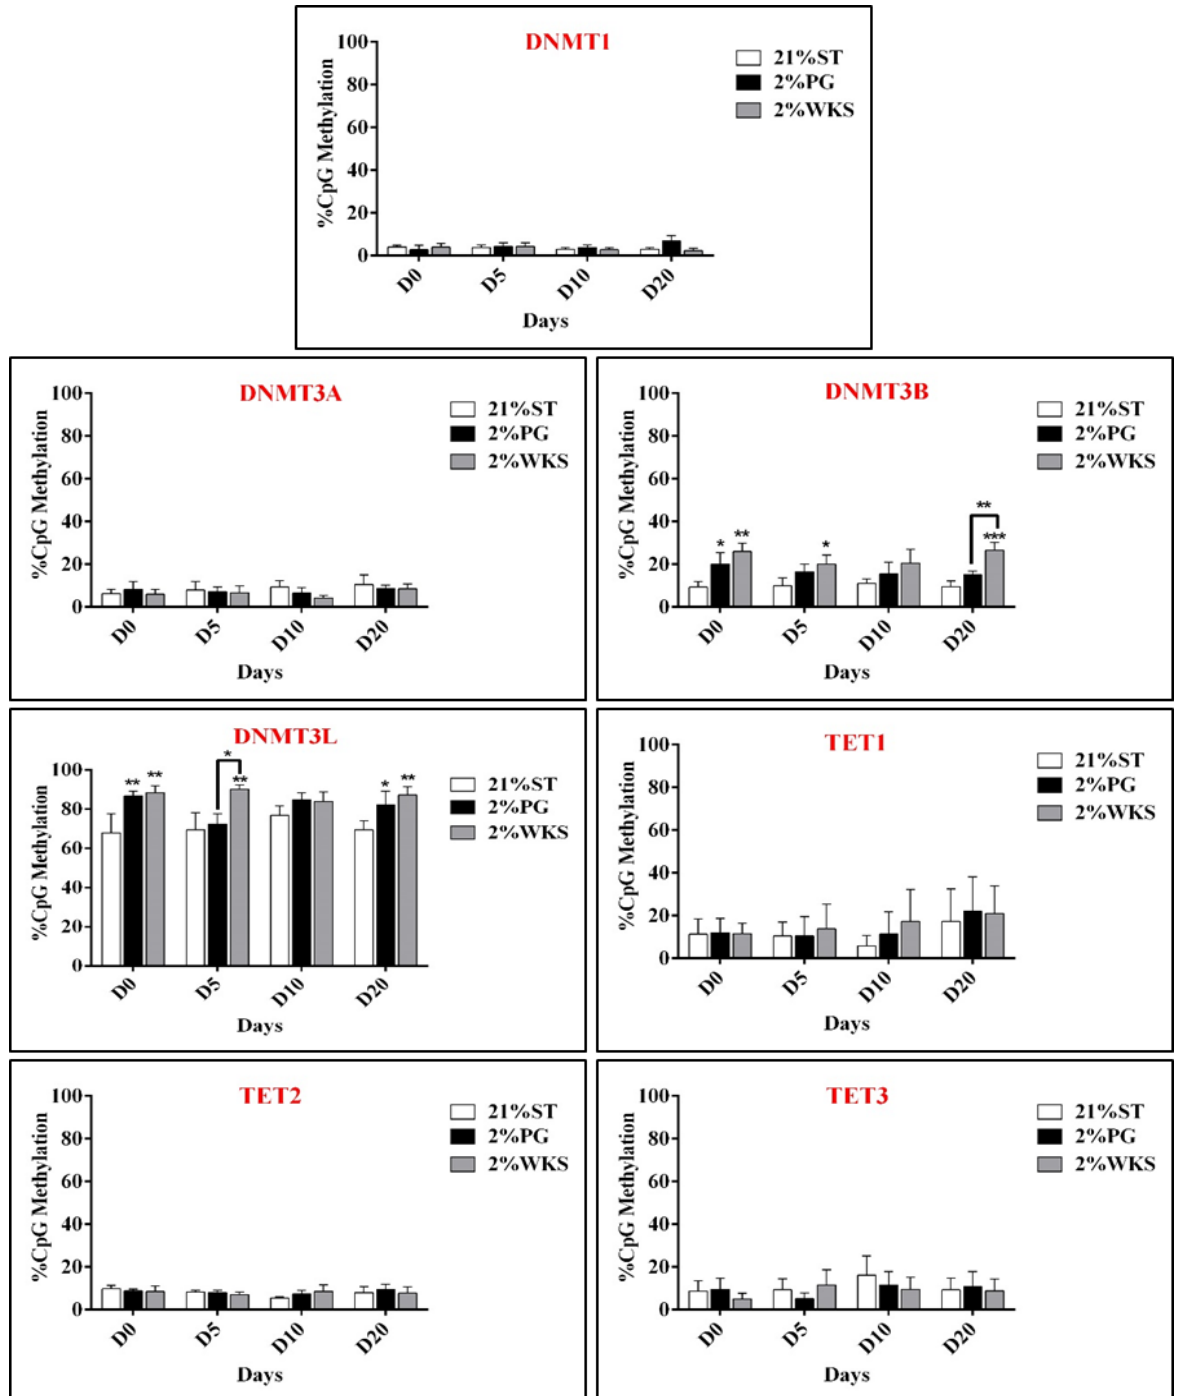 DNMT1
%CpG Methylation
100
80
60
40
20
0
D0 D5 D10 D20
Days
21%ST
2%PG
2%WKS
DNMT3A
%CpG Methylation
100
80
60
40
20
0
D0 D5 D10 D20
Days
21%ST
2%PG
2%WKS
DNMT3B
%CpG Methylation
100
80
60
40
20
0
* ** * ** ***
D0 D5 D10 D20
Days
21%ST
2%PG
2%WKS
DNMT3L
%CpG Methylation
100
80
60
40
20
0
** ** * ** * **
D0 D5 D10 D20
Days
21%ST
2%PG
2%WKS
TET1
%CpG Methylation
100
80
60
40
20
0
D0 D5 D10 D20
Days
21%ST
2%PG
2%WKS
TET2
%CpG Methylation
100
80
60
40
20
0
D0 D5 D10 D20
Days
21%ST
2%PG
2%WKS
TET3
%CpG Methylation
100
80
60
40
20
0
D0 D5 D10 D20
Days
21%ST
2%PG
2%WKS